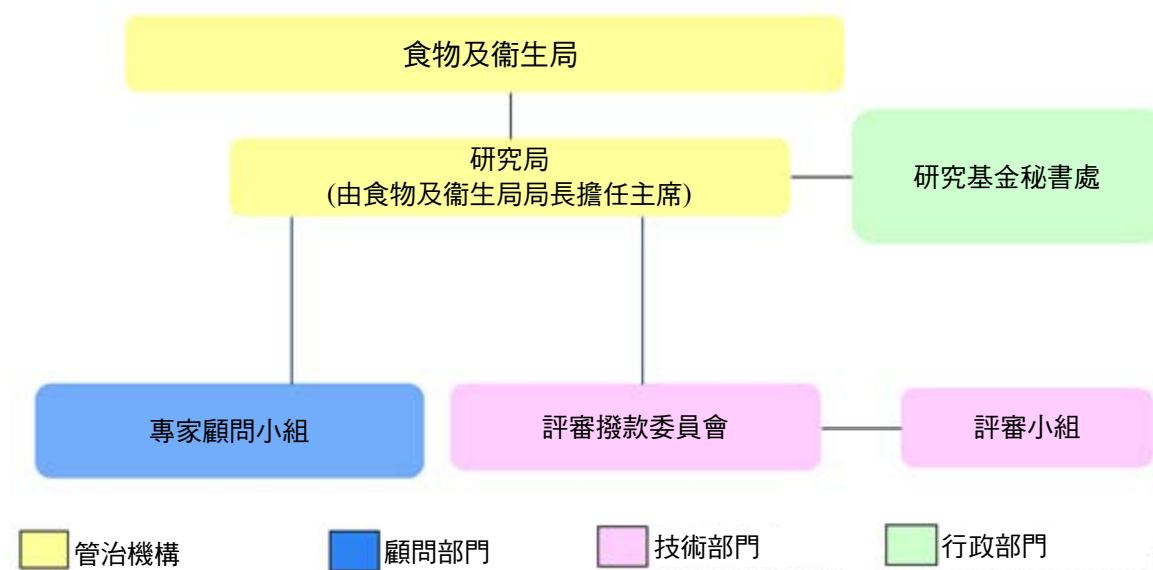 食物及衞生局
研究局
(由食物及衞生局局長擔任主席)
研究基金秘書處
專家顧問小組
評審撥款委員會
評審小組
管治機構
顧問部門
技術部門
行政部門